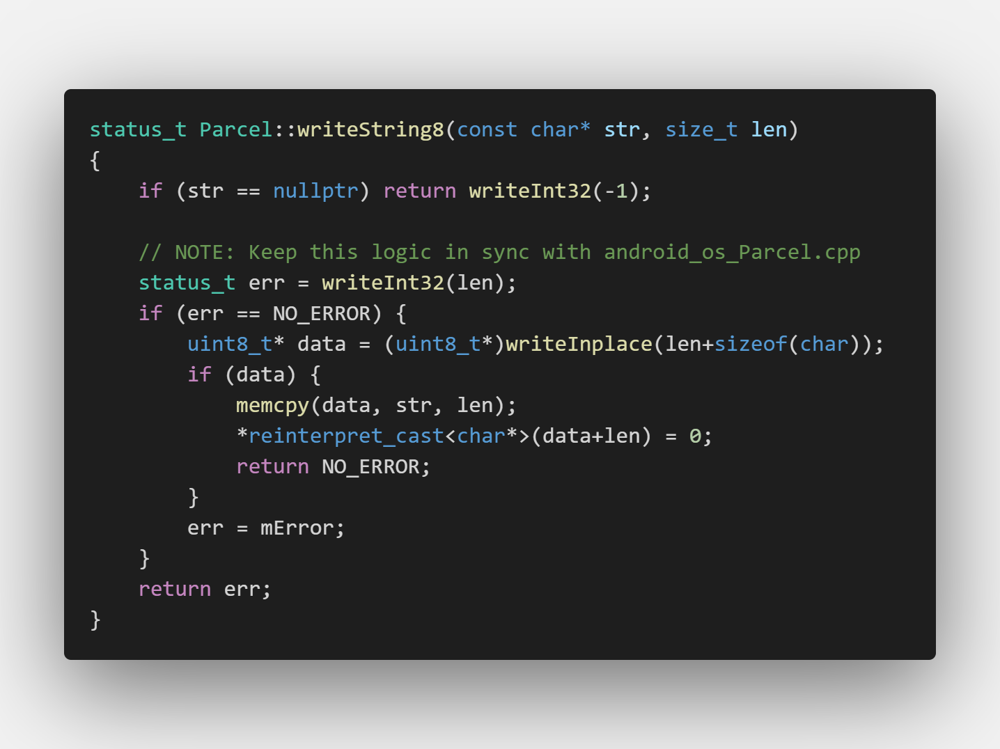 status_t Parcel::writeString8(const char* str, size_t len)
{
    if (str == nullptr) return writeInt32(-1);

    // NOTE: Keep this logic in sync with android_os_Parcel.cpp
    status_t err = writeInt32(len);
    if (err == NO_ERROR) {
        uint8_t* data = (uint8_t*)writeInplace(len+sizeof(char));
        if (data) {
            memcpy(data, str, len);
            *reinterpret_cast<char*>(data+len) = 0;
            return NO_ERROR;
        }
        err = mError;
    }
    return err;
}